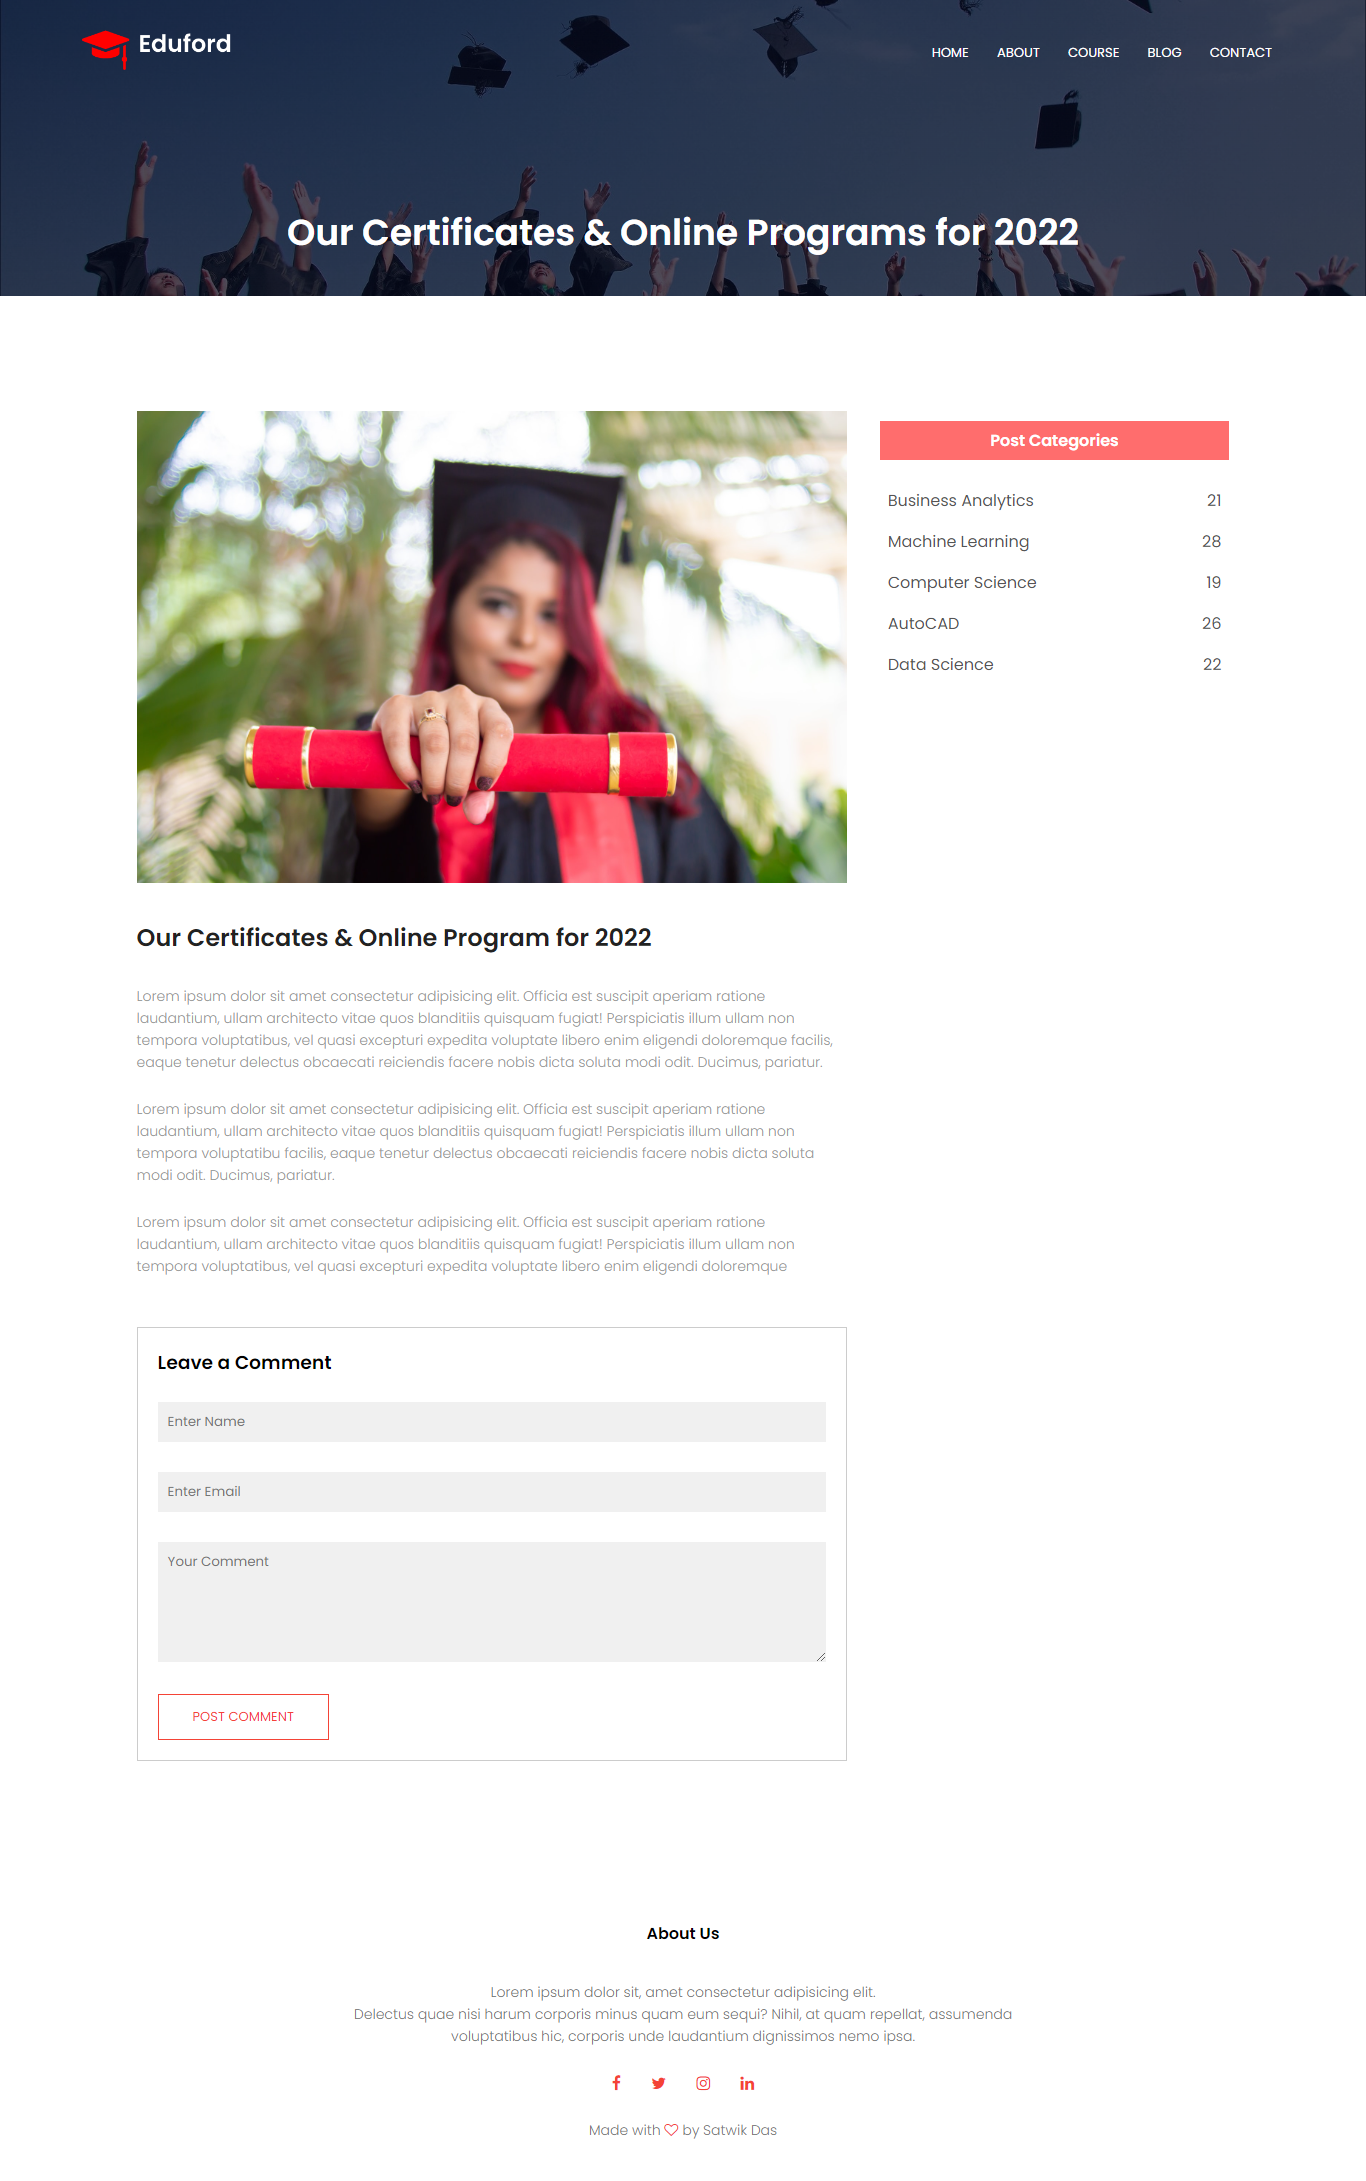 Eduford
HOME ABOUT COURSE BLOG CONTACT
Our Certificates & Online Programs for 2022
Post Categories
Business Analytics 21
Machine Learning 28
Computer Science 19
AutoCAD 26
Data Science 22
Our Certificates & Online Program for 2022
Lorem ipsum dolor sit amet consectetur adipisicing elit. Officia est suscipit aperiam ratione
laudantium, ullam architecto vitae quos blanditiis quisquam fugiat! Perspiciatis illum ullam non
tempora voluptatibus, vel quasi excepturi expedita voluptate libero enim eligendi doloremque facilis,
eaque tenetur delectus obcaecati reiciendis facere nobis dicta soluta modi odit. Ducimus, pariatur.
Lorem ipsum dolor sit amet consectetur adipisicing elit. Officia est suscipit aperiam ratione
laudantium, ullam architecto vitae quos blanditiis quisquam fugiat! Perspiciatis illum ullam non
tempora voluptatibu facilis, eaque tenetur delectus obcaecati reiciendis facere nobis dicta soluta
modi odit. Ducimus, pariatur.
Lorem ipsum dolor sit amet consectetur adipisicing elit. Officia est suscipit aperiam ratione
laudantium, ullam architecto vitae quos blanditiis quisquam fugiat! Perspiciatis illum ullam non
tempora voluptatibus, vel quasi excepturi expedita voluptate libero enim eligendi doloremque
Leave a Comment
Enter Name
Enter Email
Your Comment
POST COMMENT
About Us
Lorem ipsum dolor sit, amet consectetur adipisicing elit.
Delectus quae nisi harum corporis minus quam eum sequi? Nihil, at quam repellat, assumenda
voluptatibus hic, corporis unde laudantium dignissimos nemo ipsa.
Made with ♡ by Satwik Das